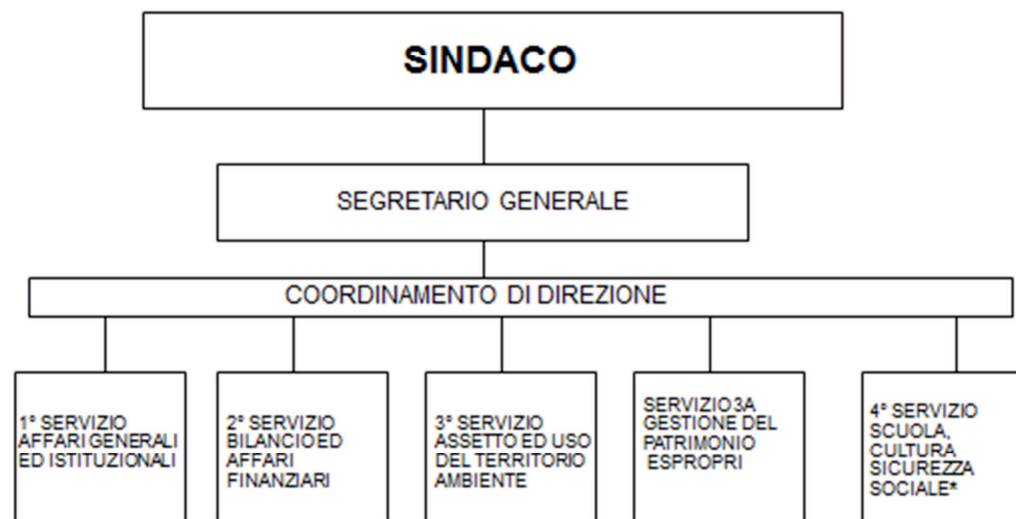 SINDACO
SEGRETARIO GENERALE
COORDINAMENTO DI DIREZIONE
1° SERVIZIO
AFFARI GENERALI
ED ISTITUZIONALI
2° SERVIZIO
BILANCIO ED
AFFARI
FINANZIARI
3° SERVIZIO
ASSETTO ED USO
DEL TERRITORIO
AMBIENTE
SERVIZIO 3A
GESTIONE DEL
PATRIMONIO
ESPROPRI
4° SERVIZIO
SCUOLA,
CULTURA
SICUREZZA
SOCIALE*